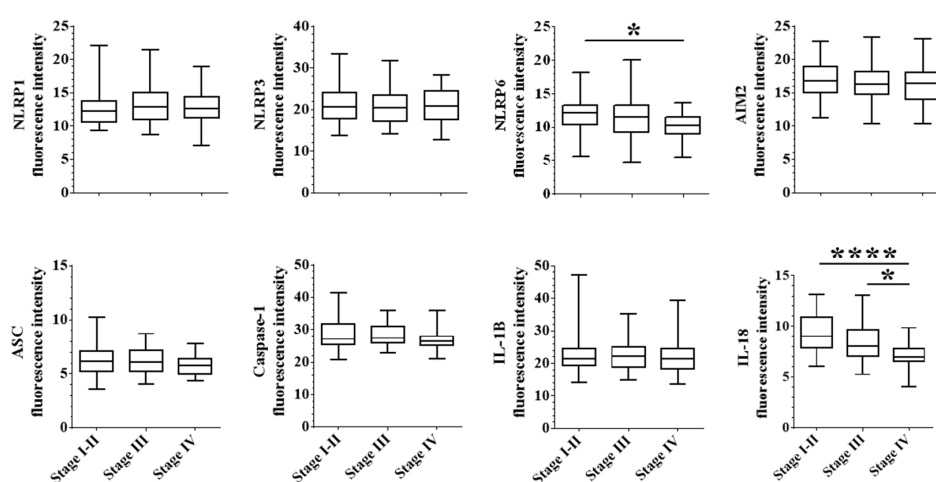 NLRP1
fluorescence intensity
25
20
15
10
5
0
NLRP3
fluorescence intensity
40
30
20
10
0
NLRP6
fluorescence intensity
25
20
15
10
5
0
*
AIM2
fluorescence intensity
25
20
15
10
5
0
ASC
fluorescence intensity
15
10
5
0
Stage I-II
Stage III
Stage IV
Caspase-1
fluorescence intensity
50
40
30
20
10
0
Stage I-II
Stage III
Stage IV
IL-1B
fluorescence intensity
50
40
30
20
10
0
Stage I-II
Stage III
Stage IV
IL-18
fluorescence intensity
15
10
5
0
****
*
Stage I-II
Stage III
Stage IV